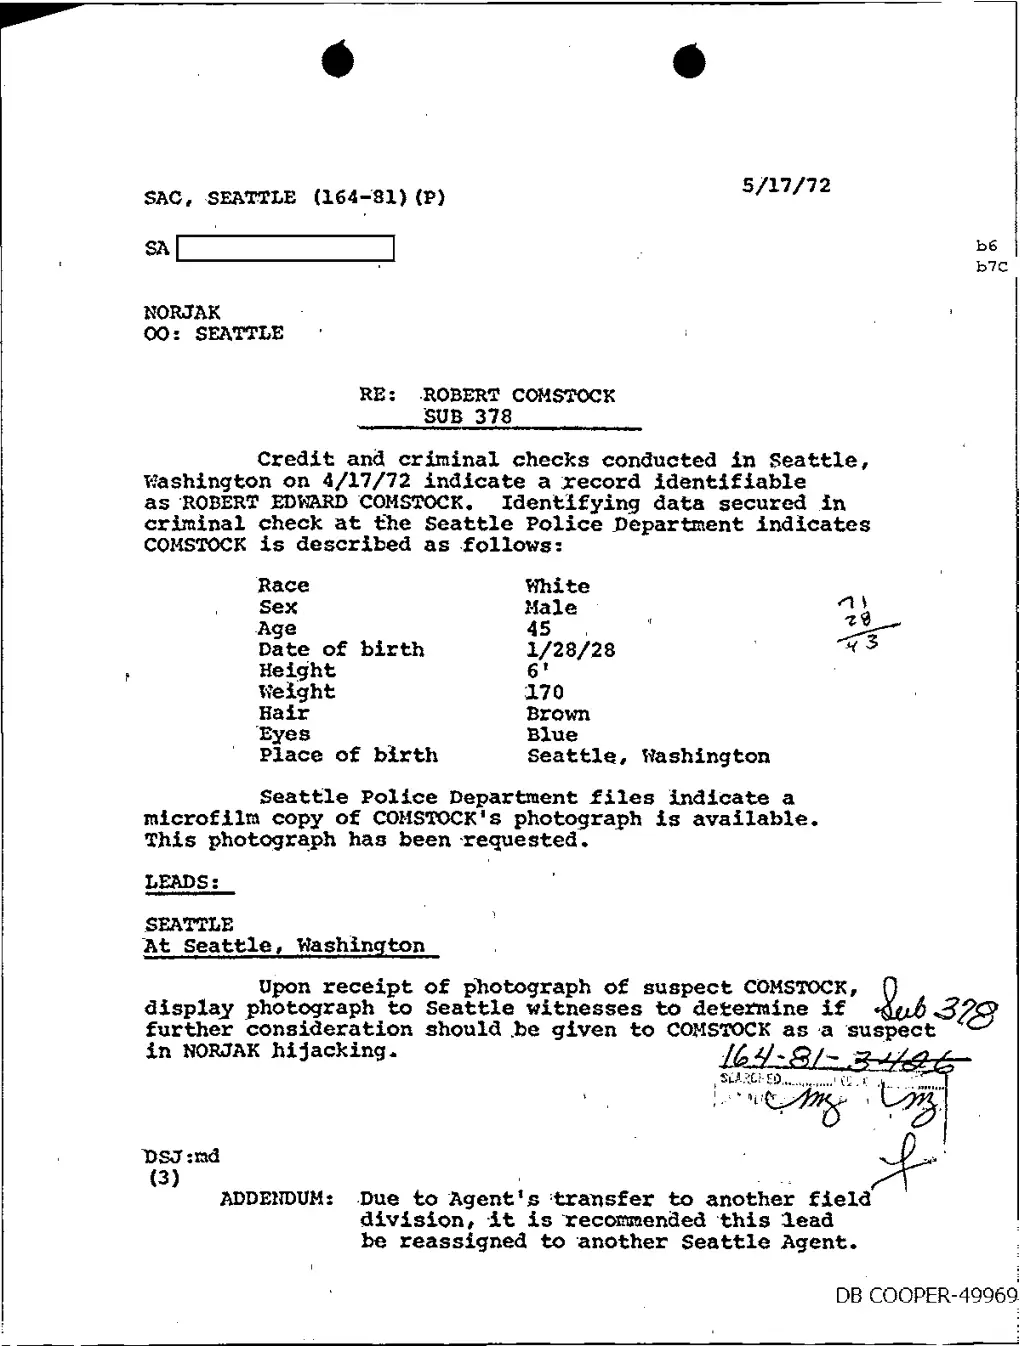 5/17/72
SAC, SEATTLE (164-81)(P)
SA
b6
b7C
NORJAK
OO: SEATTLE
RE: ROBERT COMSTOCK
SUB 378
Credit and criminal checks conducted in Seattle,
Washington on 4/17/72 indicate a record identifiable
as ROBERT EDWARD COMSTOCK. Identifying data secured in
criminal check at the Seattle Police Department indicates
COMSTOCK is described as follows:
Race White
Sex Male
Age 45
Date of birth 1/28/28
Height 6'
Weight 170
Hair Brown
Eyes Blue
Place of birth Seattle, Washington
71
28
43
Seattle Police Department files indicate a
microfilm copy of COMSTOCK's photograph is available.
This photograph has been requested.
LEADS:
SEATTLE
At Seattle, Washington
Upon receipt of photograph of suspect COMSTOCK,
display photograph to Seattle witnesses to determine if
further consideration should be given to COMSTOCK as a suspect
in NORJAK hijacking.
Sub 378
164-81-3406
SEARCHED
DSJ:md
(3)
ADDENDUM: Due to Agent's transfer to another field
division, it is recommended this lead
be reassigned to another Seattle Agent.
DB COOPER-49969